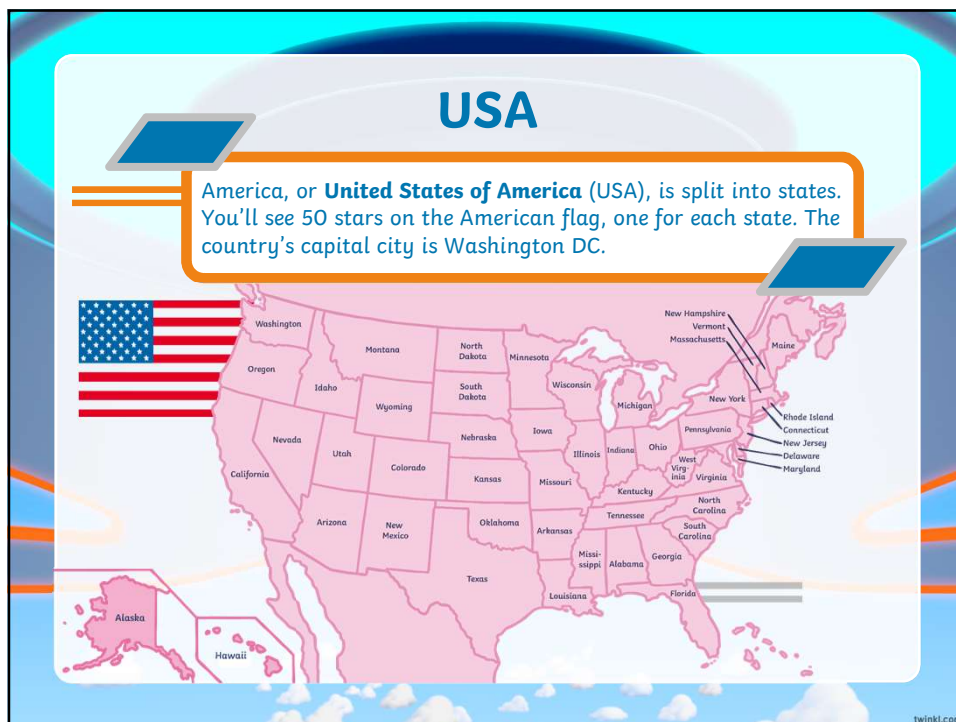 USA
America, or United States of America (USA), is split into states.
You'll see 50 stars on the American flag, one for each state. The
country's capital city is Washington DC.
New Hampshire
Vermont
Massachusetts
Washington
Montana
North
Dakota
Minnesota
Maine
Oregon
Idaho
South
Dakota
Wisconsin
Wyoming
Michigan
New York
Rhode Island
Connecticut
New Jersey
Delaware
Maryland
Nevada
Nebraska
Iowa
Pennsylvania
Utah
Illinois
Indiana
Ohio
California
Colorado
Kansas
Missouri
West
Virg-
inia
Virginia
Kentucky
North
Carolina
Arizona
New
Mexico
Oklahoma
Arkansas
Tennessee
South
Carolina
Missi-
ssippi
Alabama
Georgia
Texas
Louisiana
Florida
Alaska
Hawaii
twinkl.com